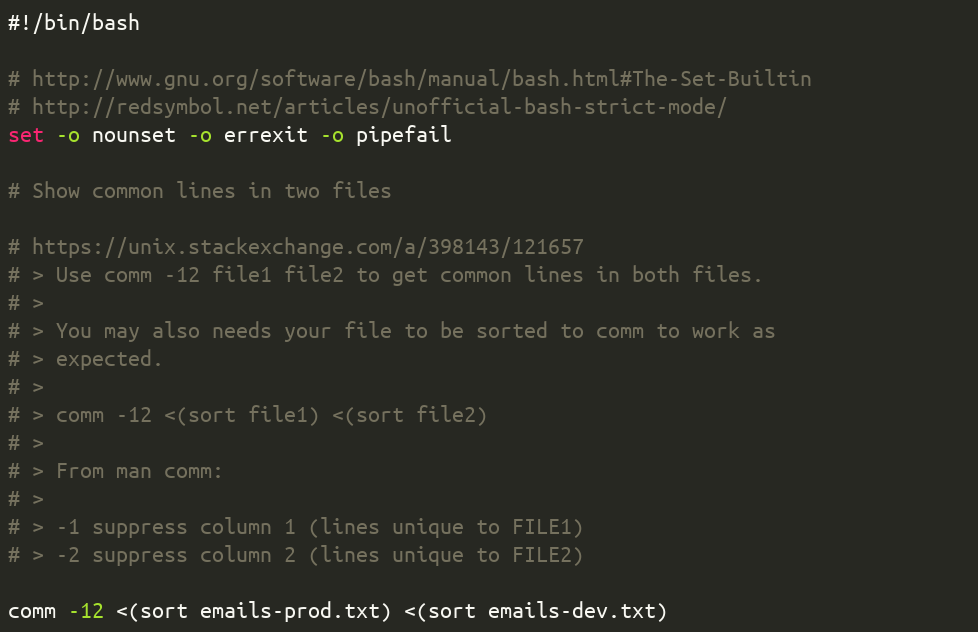 #!/bin/bash
# http://www.gnu.org/software/bash/manual/bash.html#The-Set-Builtin
# http://redsymbol.net/articles/unofficial-bash-strict-mode/
set -o nounset -o errexit -o pipefail
# Show common lines in two files
# https://unix.stackexchange.com/a/398143/121657
# > Use comm -12 file1 file2 to get common lines in both files.
# >
# > You may also needs your file to be sorted to comm to work as
# > expected.
# >
# > comm -12 <(sort file1) <(sort file2)
# >
# > From man comm:
# >
# > -1 suppress column 1 (lines unique to FILE1)
# > -2 suppress column 2 (lines unique to FILE2)
comm -12 <(sort emails-prod.txt) <(sort emails-dev.txt)